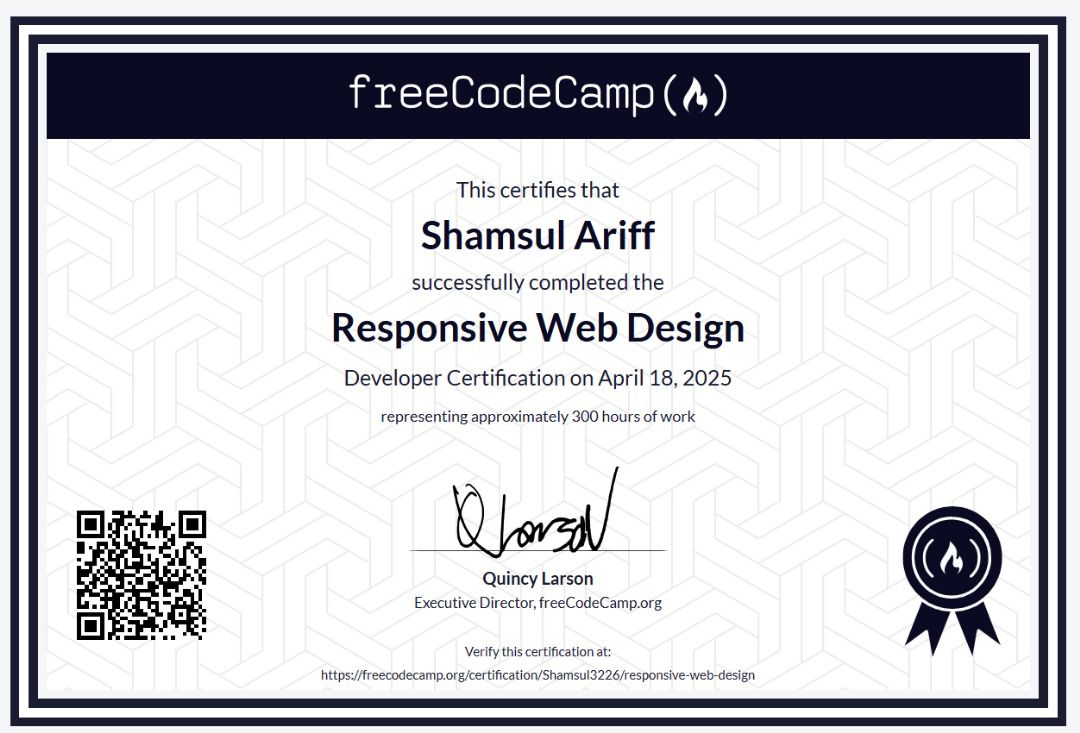 freeCodeCamp
This certifies that
Shamsul Ariff
successfully completed the
Responsive Web Design
Developer Certification on April 18, 2025
representing approximately 300 hours of work
Quincy Larson
Executive Director, freeCodeCamp.org
Verify this certification at:
https://freecodecamp.org/certification/Shamsul3226/responsive-web-design